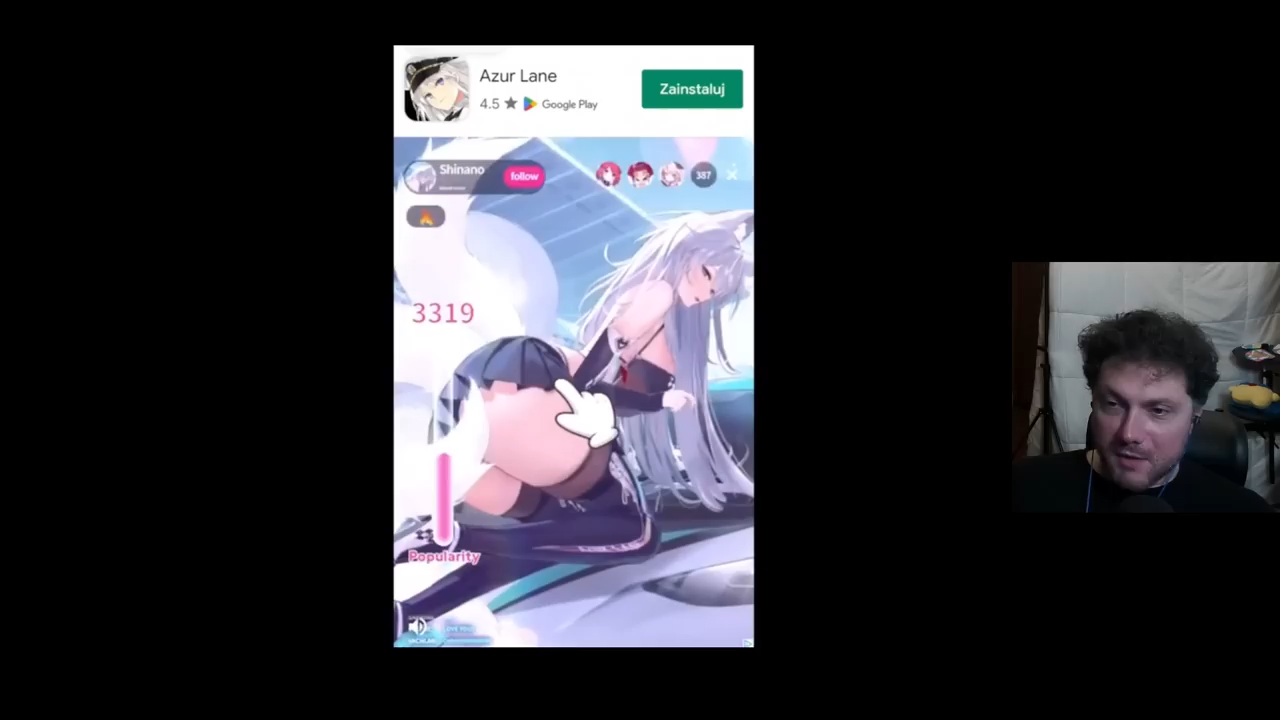 Azur Lane
4.5 ★ Google Play
Zainstaluj
Shinano
follow
387
3319
Popularity